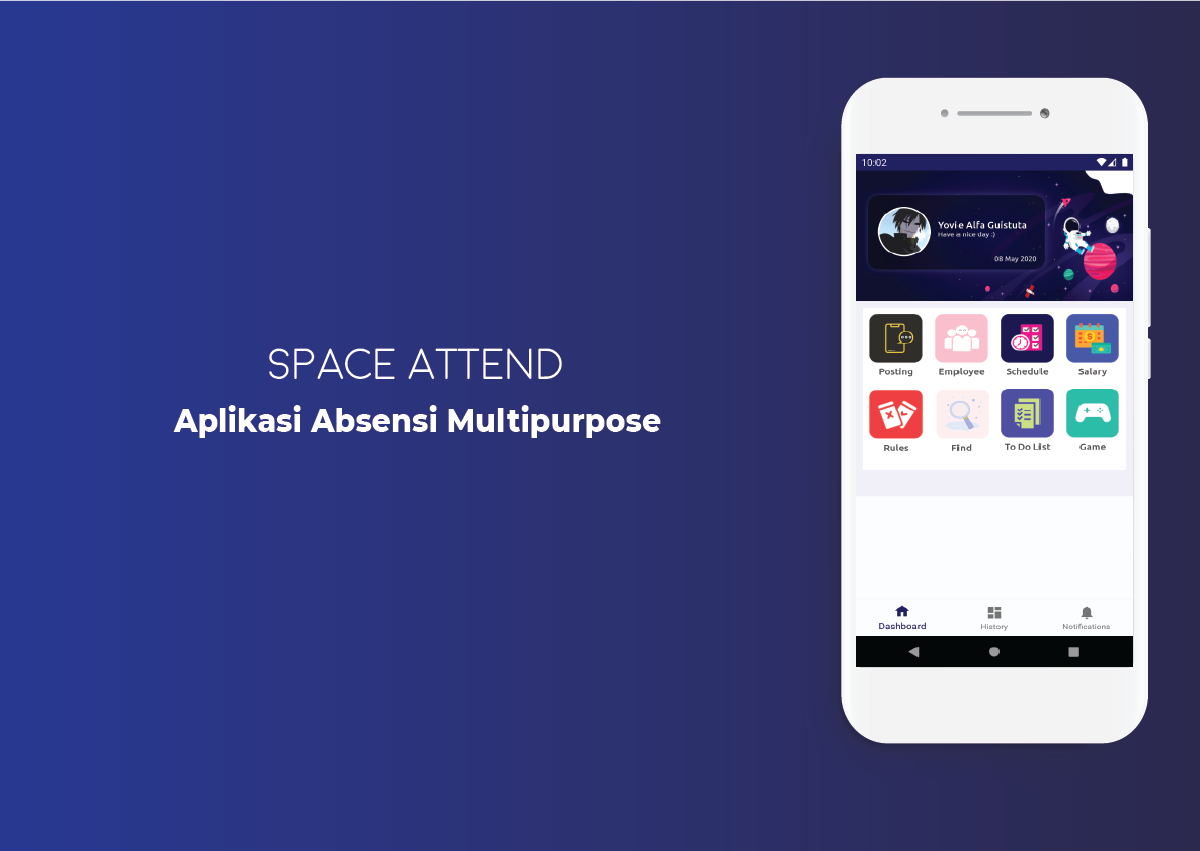 SPACE ATTEND
Aplikasi Absensi Multipurpose
10:02
Yovie Alfa Guistuta
Have a nice day :)
08 May 2020
Posting
Employee
Schedule
Salary
Rules
Find
To Do List
Game
Dashboard
History
Notifications